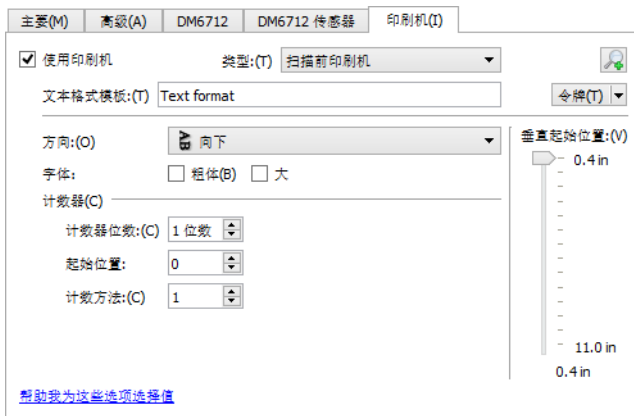 主要(M) 高级(A) DM6712 DM6712 传感器 印刷机(I)
使用印刷机 类型:(T) 扫描前印刷机
文本格式模板:(T) Text format 令牌(T)
方向:(O) AB 向下 垂直起始位置:(V)
字体: 粗体(B) 大 0.4 in
计数器(C)
计数器位数:(C) 1 位数
起始位置: 0
计数方法:(C) 1
11.0 in
0.4 in
帮助我为这些选项选择值